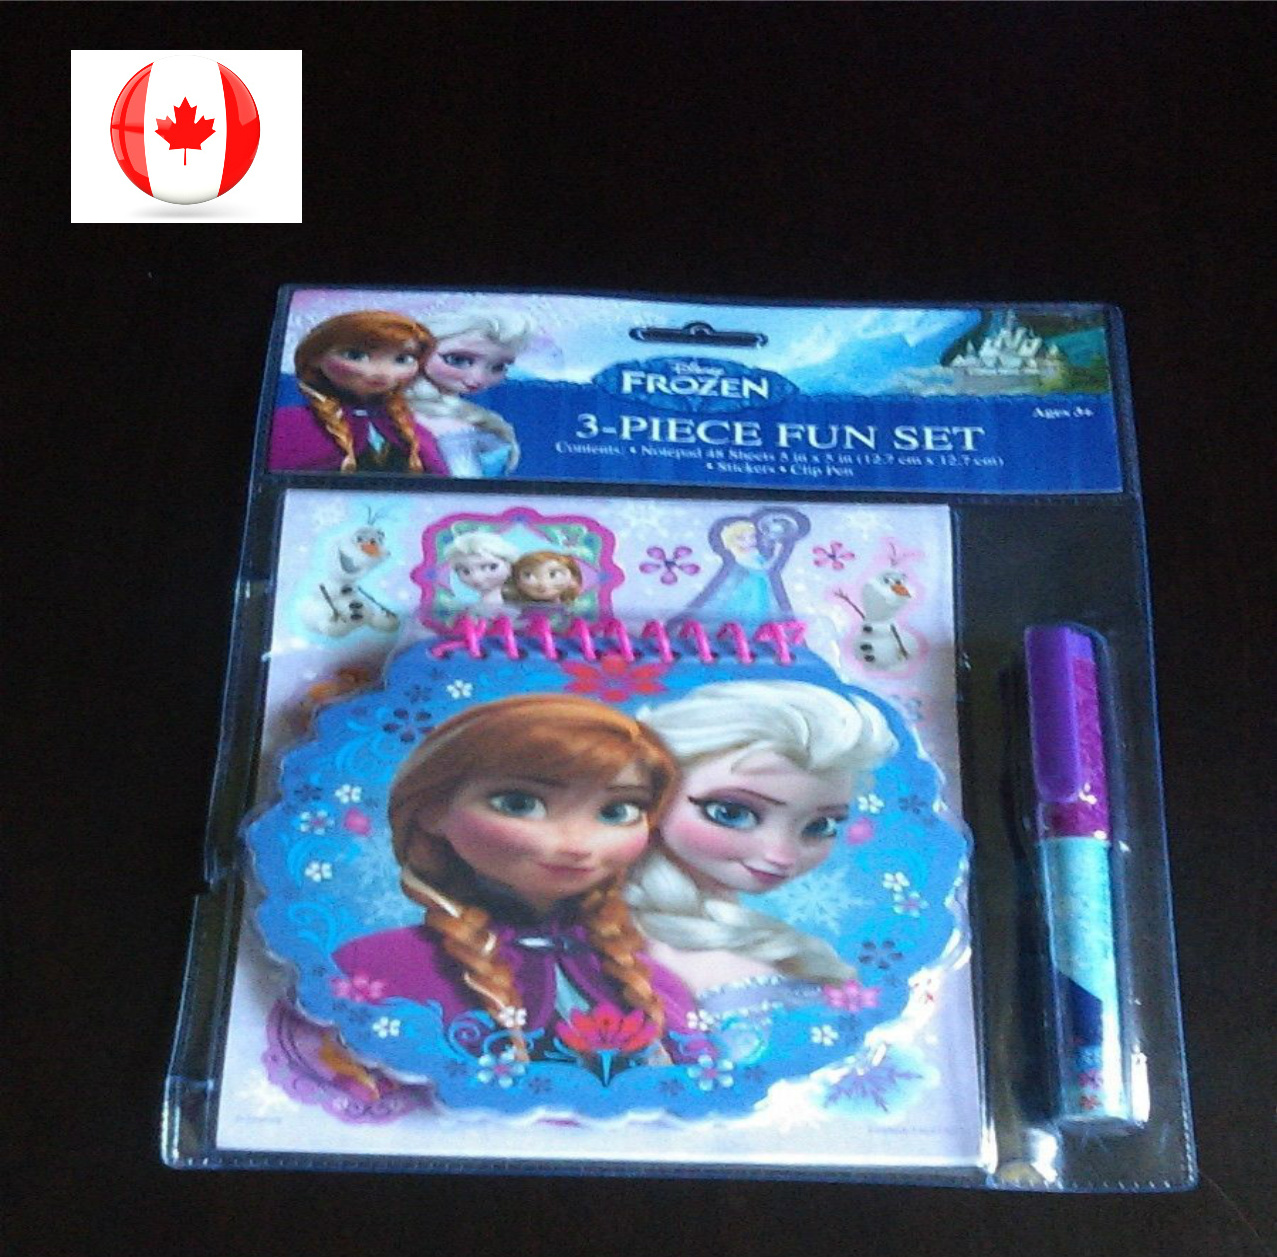 Disney
FROZEN
Ages 3+
3-PIECE FUN SET
Contents: • Notepad 48 Sheets 5 in x 5 in (12.7 cm x 12.7 cm)
• Stickers • Clip Pen